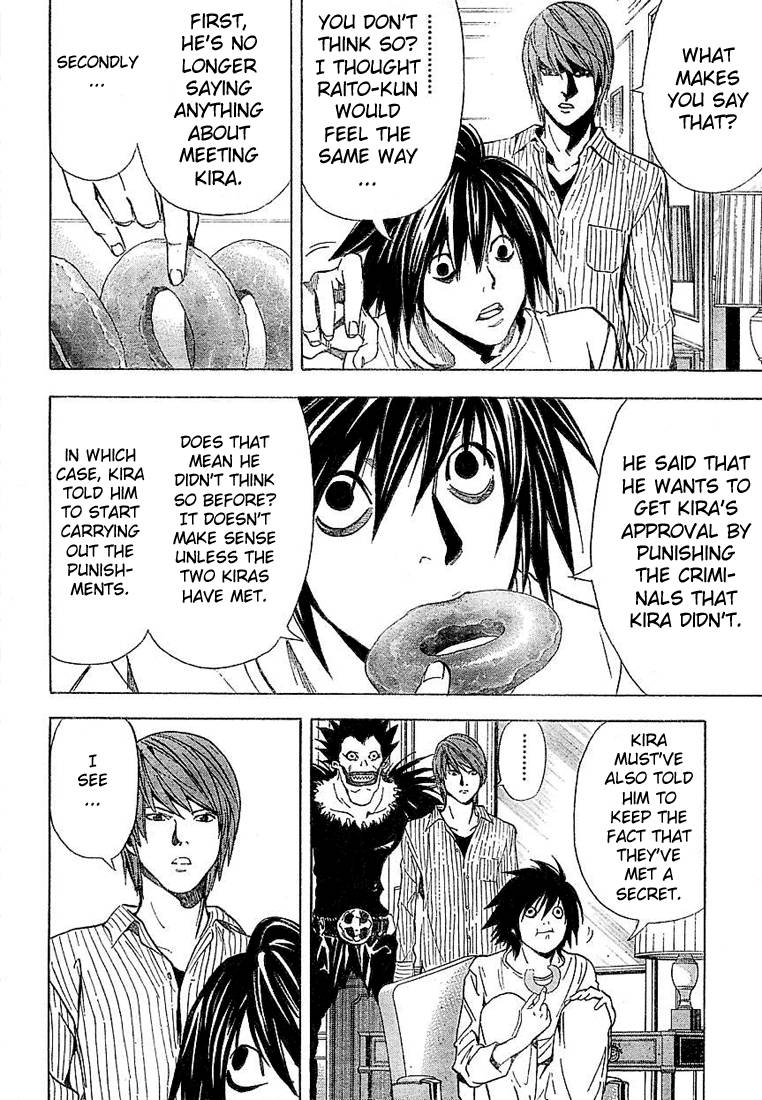 WHAT
MAKES
YOU SAY
THAT?
.........
YOU DON'T
THINK SO?
I THOUGHT
RAITO-KUN
WOULD
FEEL THE
SAME WAY
...
FIRST,
HE'S NO
LONGER
SAYING
ANYTHING
ABOUT
MEETING
KIRA.
SECONDLY
...
HE SAID THAT
HE WANTS TO
GET KIRA'S
APPROVAL BY
PUNISHING
THE CRIMI-
NALS THAT
KIRA DIDN'T.
DOES THAT
MEAN HE
DIDN'T THINK
SO BEFORE?
IT DOESN'T
MAKE SENSE
UNLESS THE
TWO KIRAS
HAVE MET.
IN WHICH
CASE, KIRA
TOLD HIM
TO START
CARRYING
OUT THE
PUNISH-
MENTS.
KIRA
MUST'VE
ALSO TOLD
HIM TO
KEEP THE
FACT THAT
THEY'VE
MET A
SECRET.
.........
I
SEE
...